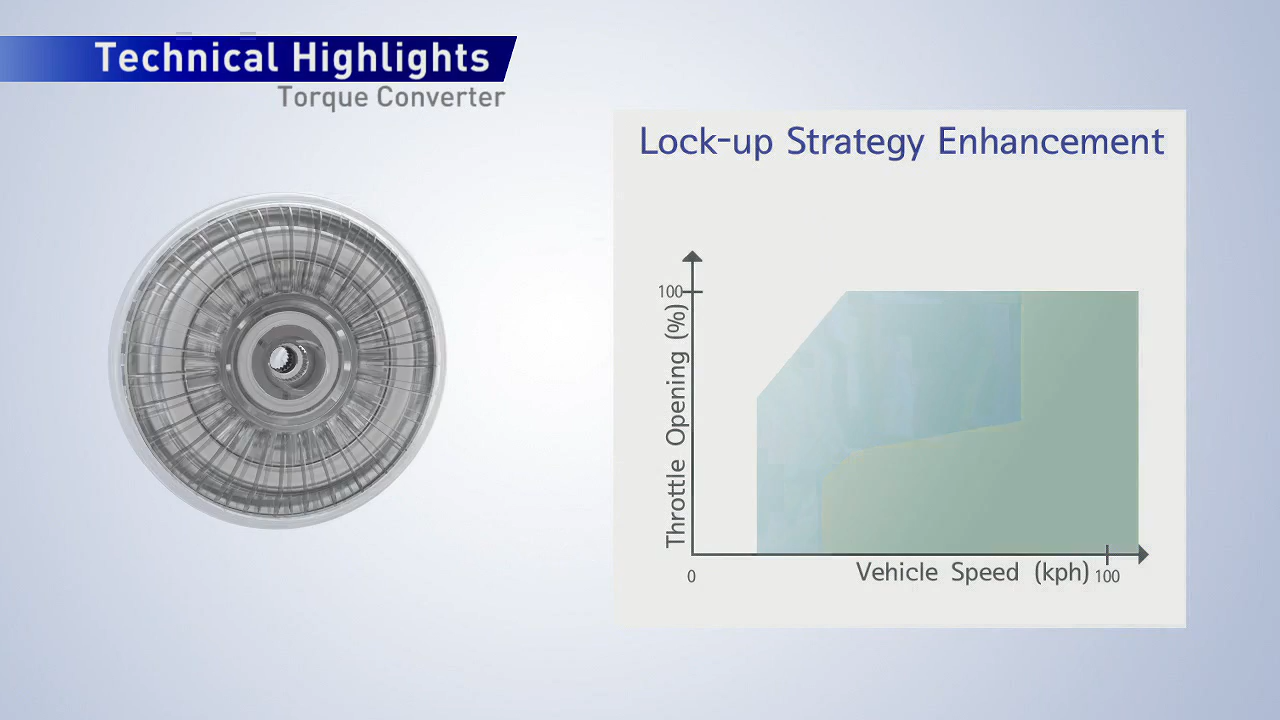 Technical Highlights
Torque Converter
Lock-up Strategy Enhancement
100
Throttle Opening (%)
0
Vehicle Speed (kph)
100